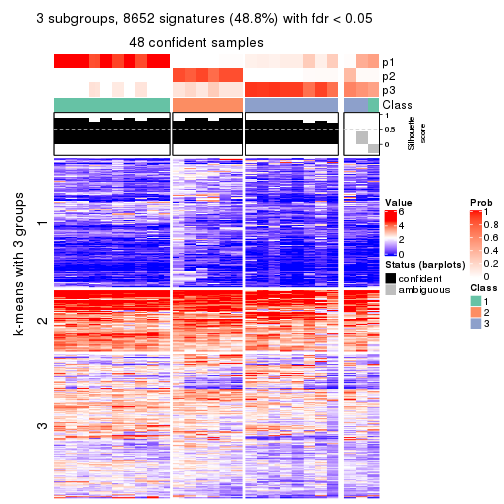 3 subgroups, 8652 signatures (48.8%) with fdr < 0.05
48 confident samples
p1
p2
p3
Class
1
0.5
0
Silhouette
score
k-means with 3 groups
1
2
3
Value
6
4
2
0
Status (barplots)
confident
ambiguous
Prob
1
0.8
0.6
0.4
0.2
0
Class
1
2
3